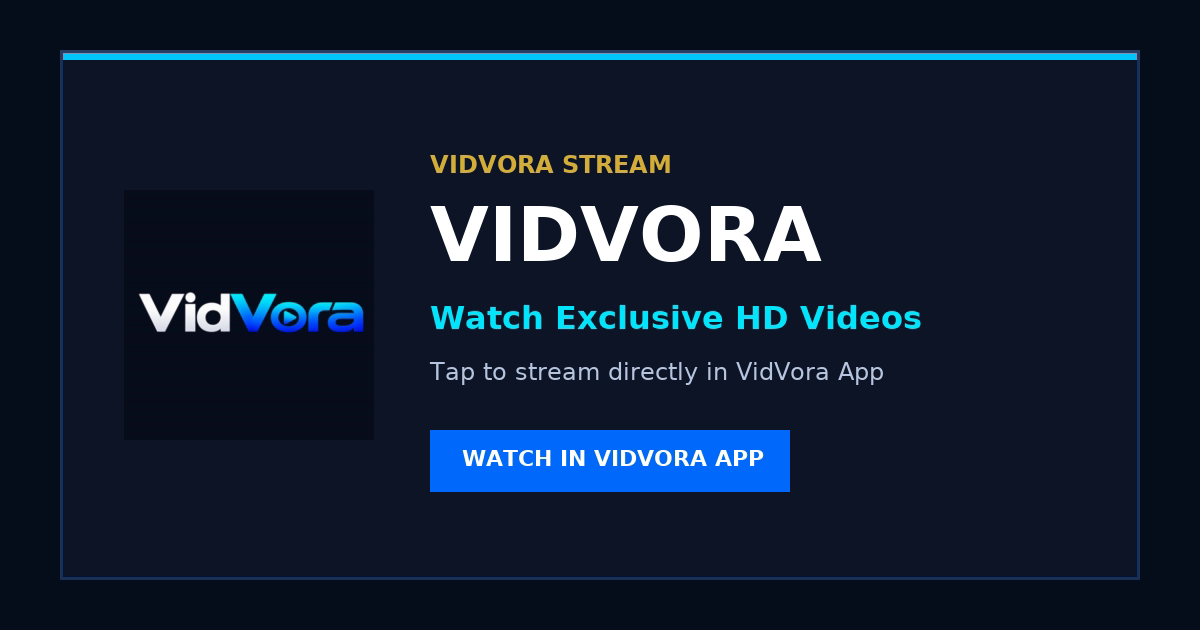 VIDVORA STREAM
VIDVORA
VidVora
Watch Exclusive HD Videos
Tap to stream directly in VidVora App
WATCH IN VIDVORA APP